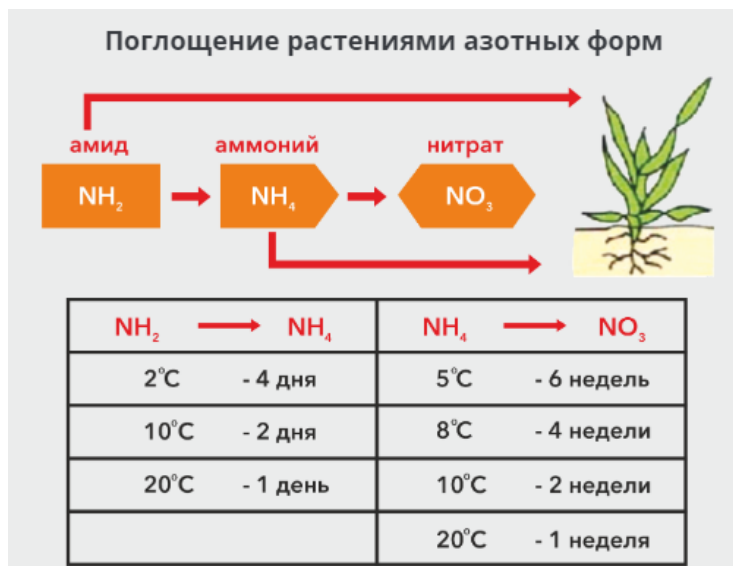 Поглощение растениями азотных форм
амид аммоний нитрат
NH₂ NH₄ NO₃
NH₂ → NH₄ NH₄ → NO₃
2°C - 4 дня 5°C - 6 недель
10°C - 2 дня 8°C - 4 недели
20°C - 1 день 10°C - 2 недели
20°C - 1 неделя